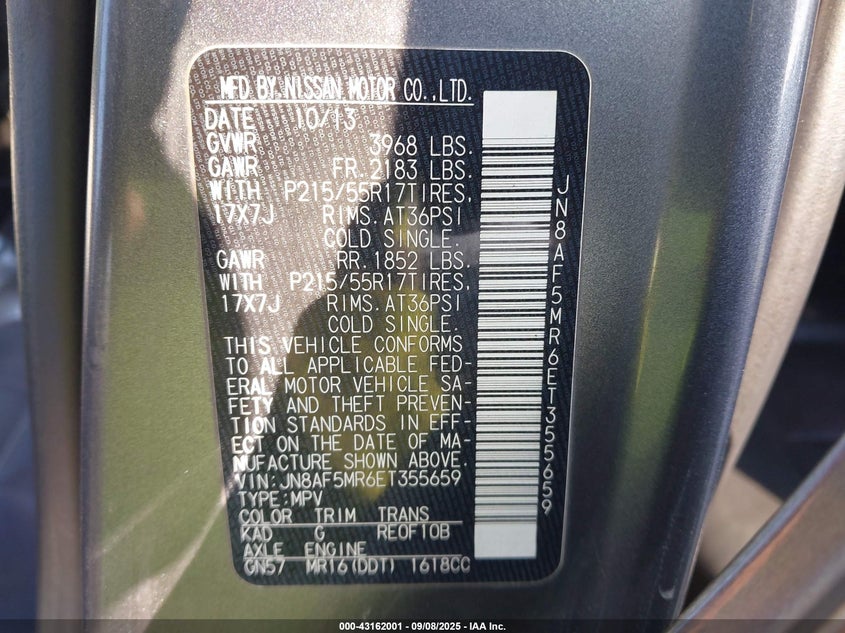 MFD.BY.NISSAN MOTOR CO.,LTD.
DATE 10/13
GVWR 3968 LBS.
GAWR FR.2183 LBS.
WITH P215/55R17TIRES,
17X7J RIMS.AT36PSI
COLD SINGLE.
GAWR RR.1852 LBS.
WITH P215/55R17TIRES,
17X7J RIMS.AT36PSI
COLD SINGLE.
THIS VEHICLE CONFORMS
TO ALL APPLICABLE FED-
ERAL MOTOR VEHICLE SA-
FETY AND THEFT PREVEN-
TION STANDARDS IN EFF-
ECT ON THE DATE OF MA-
NUFACTURE SHOWN ABOVE.
VIN:JN8AF5MR6ET355659
TYPE:MPV
COLOR TRIM TRANS
KAD G RE0F10B
AXLE ENGINE
GN57 MR16(DDT) 1618CC
JN8AF5MR6ET355659
000-43162001 - 09/08/2025 - IAA Inc.